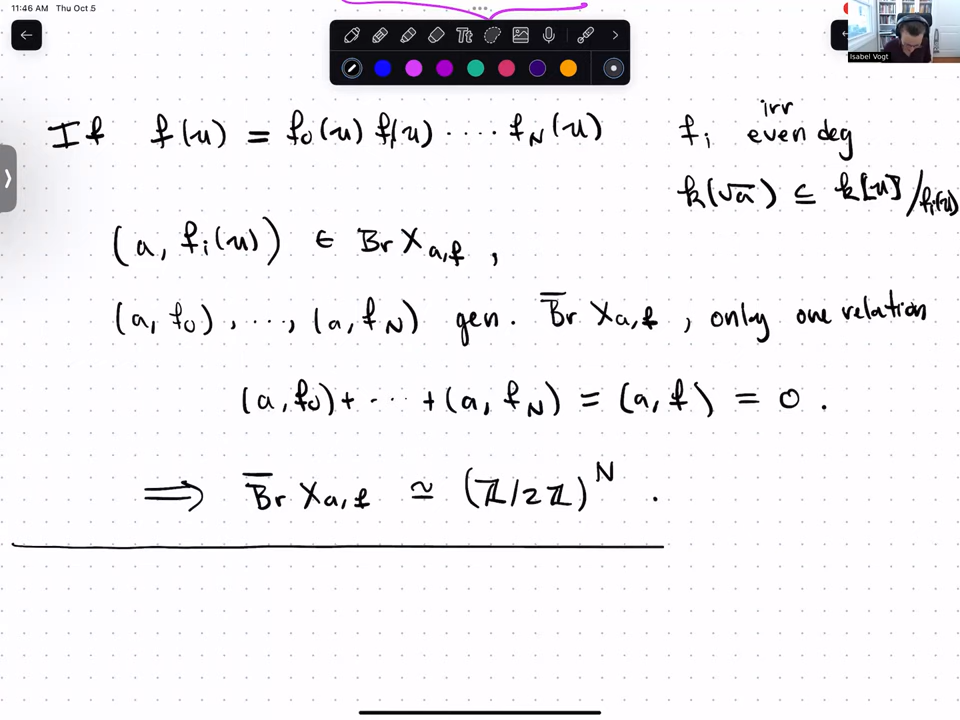 11:46 AM Thu Oct 5
Tt
Isabel Vogt
If f(u) = f₀(u) f₁(u) ···· f_N(u) f_i irr even deg
k(√a) ⊆ k[u]/f_i(u)
(a, f_i(u)) ∈ Br X_{a,f} ,
(a, f₀), ..., (a, f_N) gen. B̅r X_{a,f} , only one relation
(a, f₀) + ··· + (a, f_N) = (a, f) = 0 .
⟹ B̅r X_{a,f} ≃ (ℤ/2ℤ)^N .